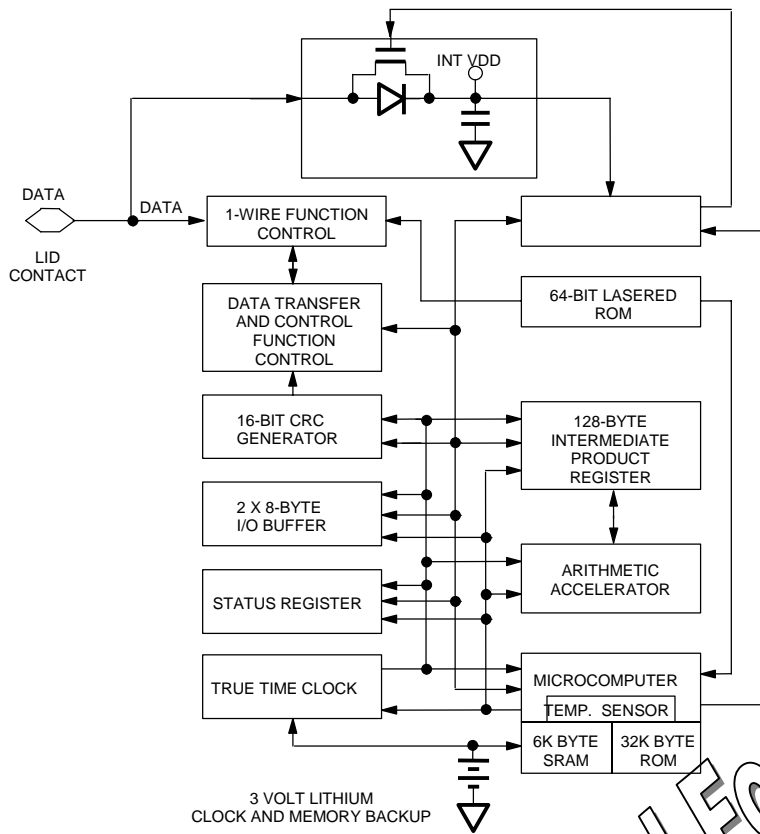 INT VDD
DATA
DATA
LID
CONTACT
1-WIRE FUNCTION
CONTROL
64-BIT LASERED
ROM
DATA TRANSFER
AND CONTROL
FUNCTION
CONTROL
16-BIT CRC
GENERATOR
128-BYTE
INTERMEDIATE
PRODUCT
REGISTER
2 X 8-BYTE
I/O BUFFER
ARITHMETIC
ACCELERATOR
STATUS REGISTER
TRUE TIME CLOCK
MICROCOMPUTER
TEMP. SENSOR
6K BYTE
SRAM
32K BYTE
ROM
3 VOLT LITHIUM
CLOCK AND MEMORY BACKUP